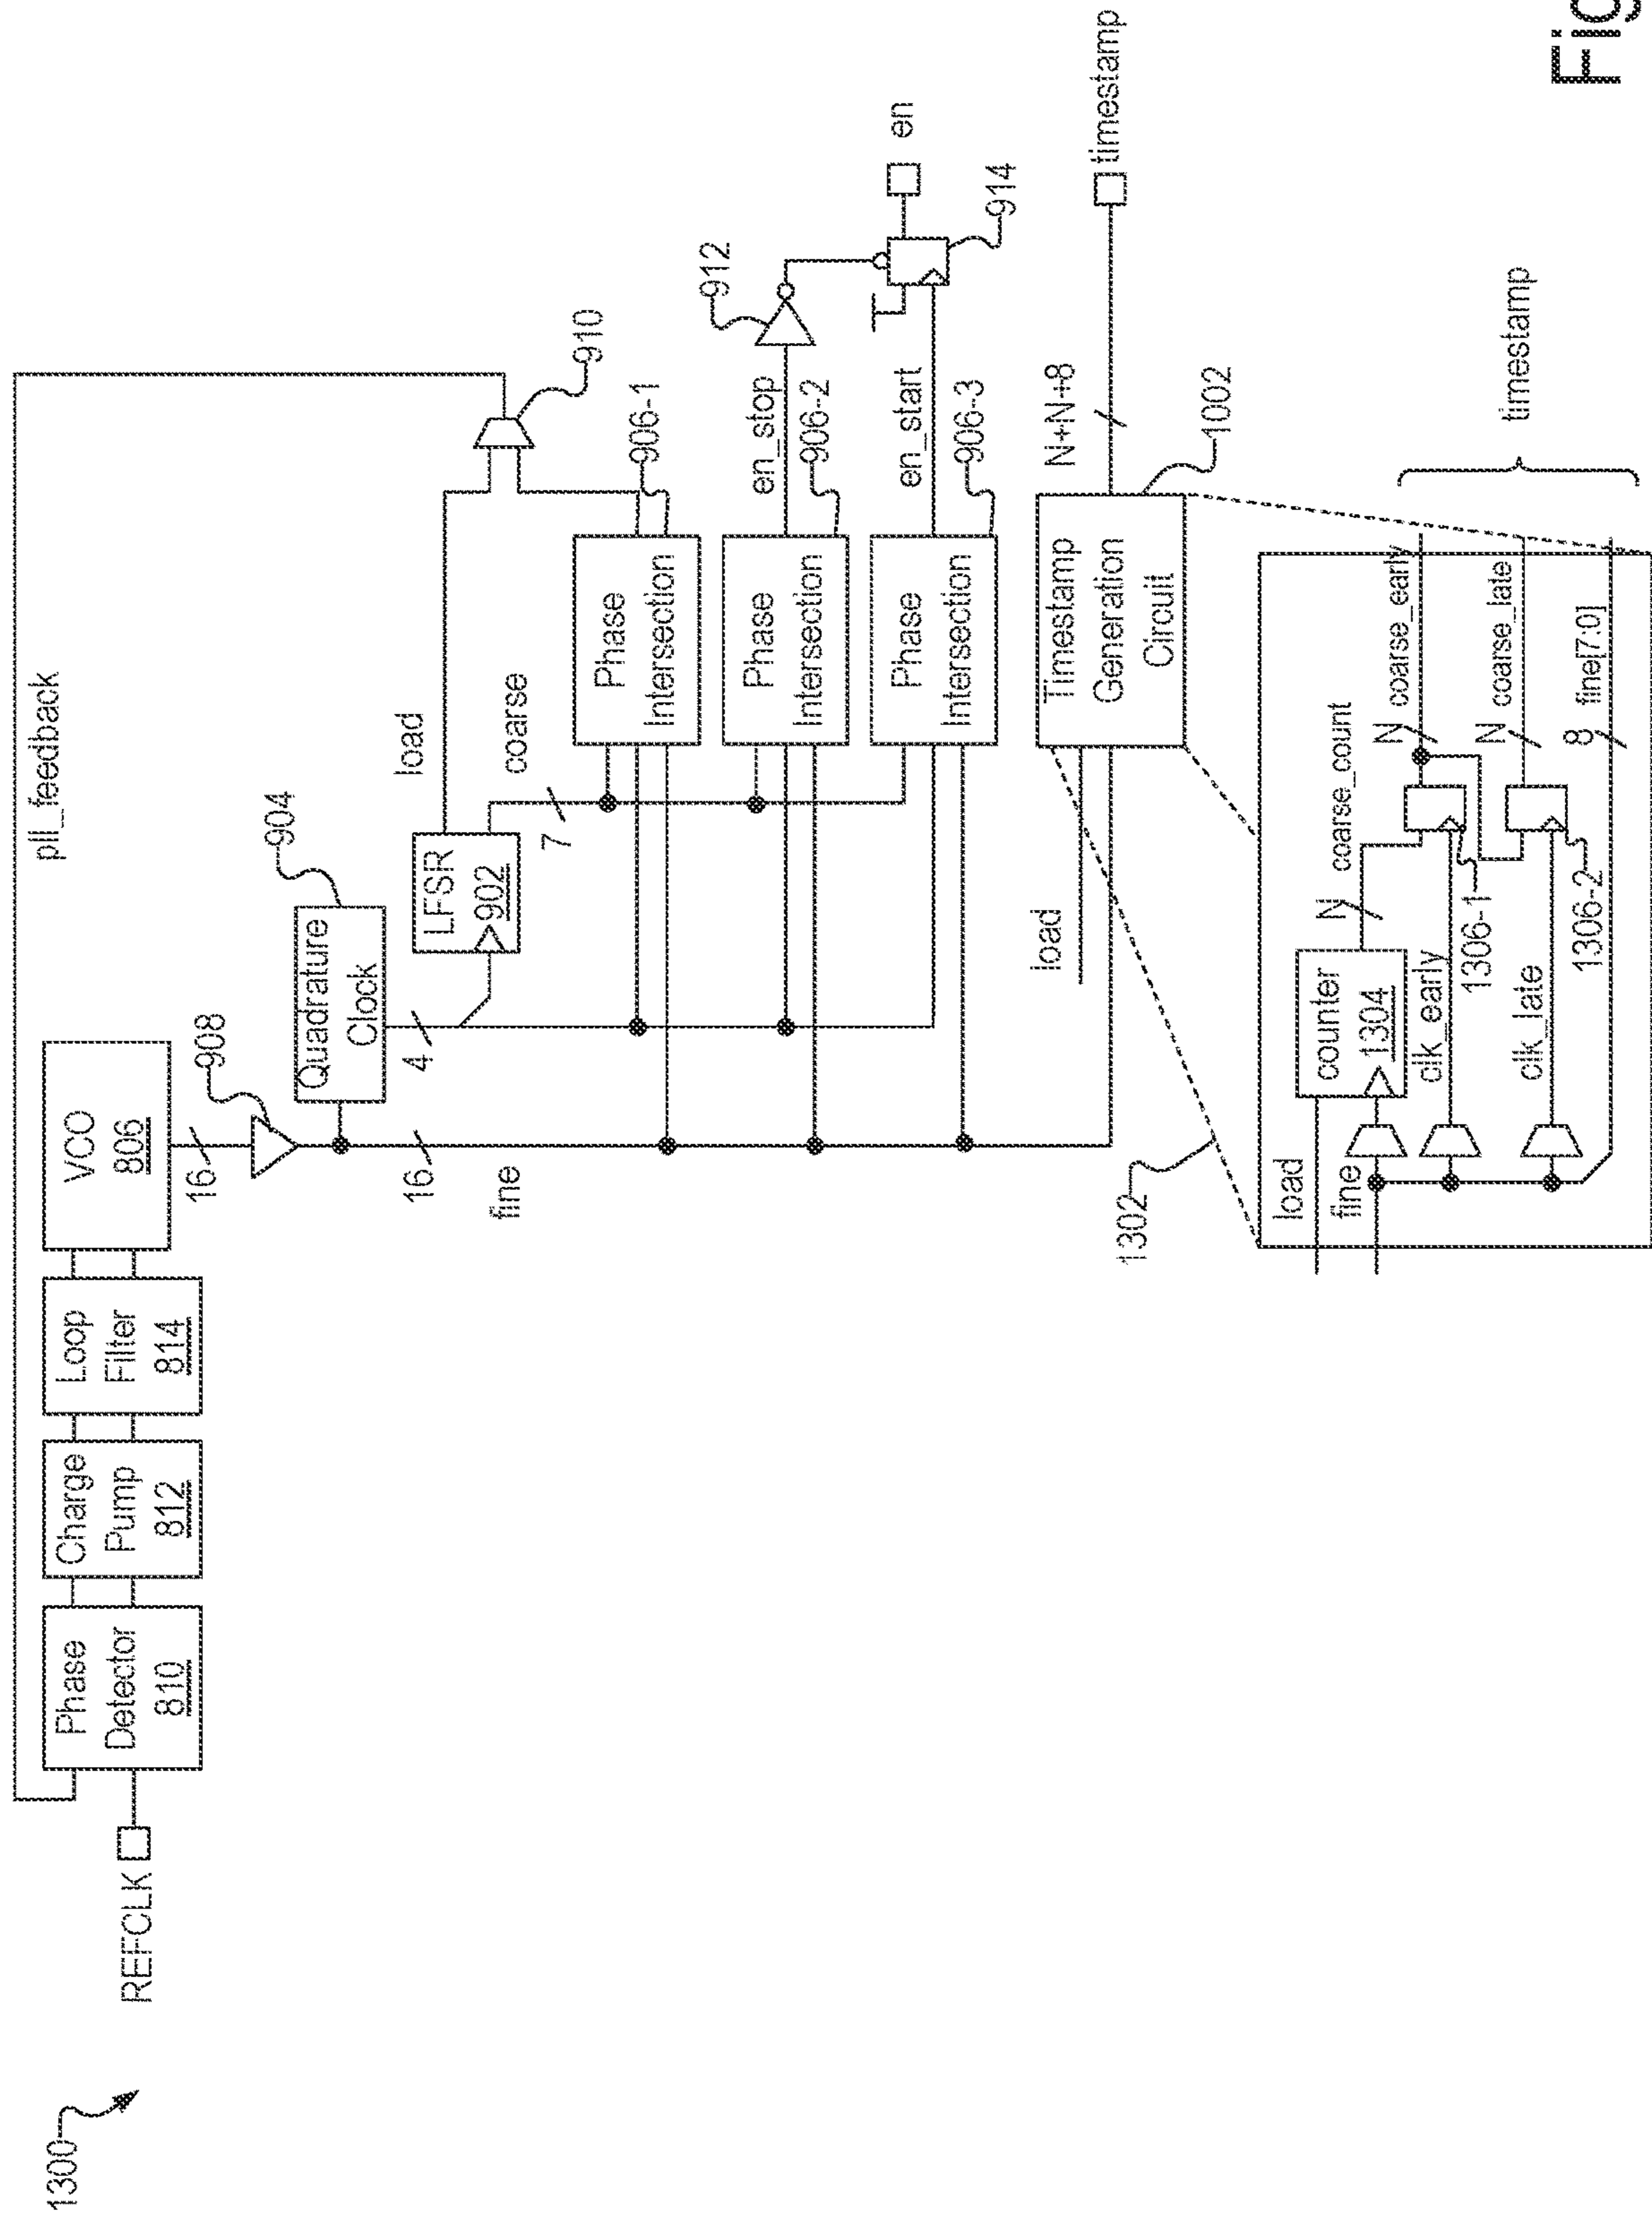 1300
REFCLK
pll_feedback
Phase
Detector
810
Charge
Pump
812
Loop
Filter
814
VCO
806
16
908
16
fine
Quadrature
Clock
904
4
LFSR
902
load
7
coarse
910
Phase
Intersection
906-1
Phase
Intersection
906-2
en_stop
912
Phase
Intersection
906-3
en_start
914
en
load
Timestamp
Generation
Circuit
1002
N+N+8
timestamp
1302
load
fine
counter
1304
N
coarse_count
clk_early
1306-1
N
coarse_early
clk_late
1306-2
N
coarse_late
8
fine[7:0]
timestamp